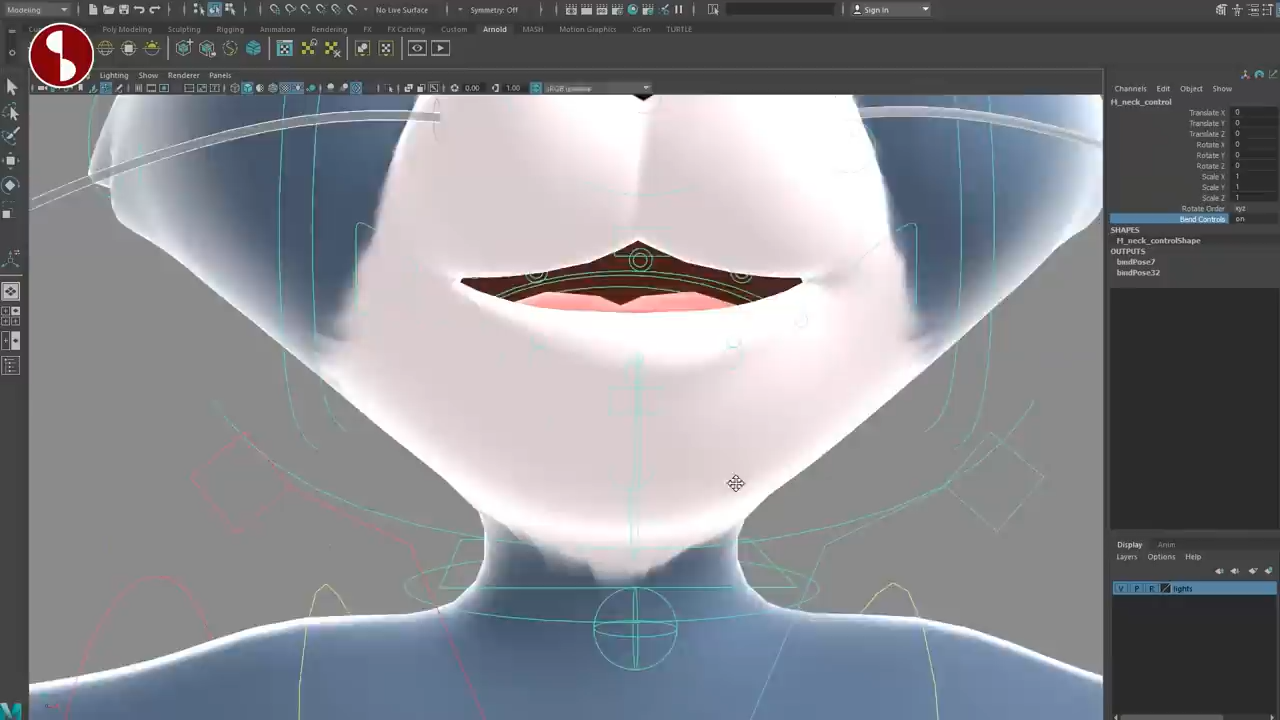 Modeling
No Live Surface
Symmetry: Off
Sign In
Poly Modeling
Sculpting
Rigging
Animation
Rendering
FX
FX Caching
Custom
Arnold
MASH
Motion Graphics
XGen
TURTLE
Lighting
Show
Renderer
Panels
0.00
1.00
sRGB gamma
Channels
Edit
Object
Show
M_neck_control
Translate X 0
Translate Y 0
Translate Z 0
Rotate X 0
Rotate Y 0
Rotate Z 0
Scale X 1
Scale Y 1
Scale Z 1
Rotate Order xyz
Bend Controls on
SHAPES
M_neck_controlShape
OUTPUTS
bindPose7
bindPose32
Display
Anim
Layers
Options
Help
V P R lights